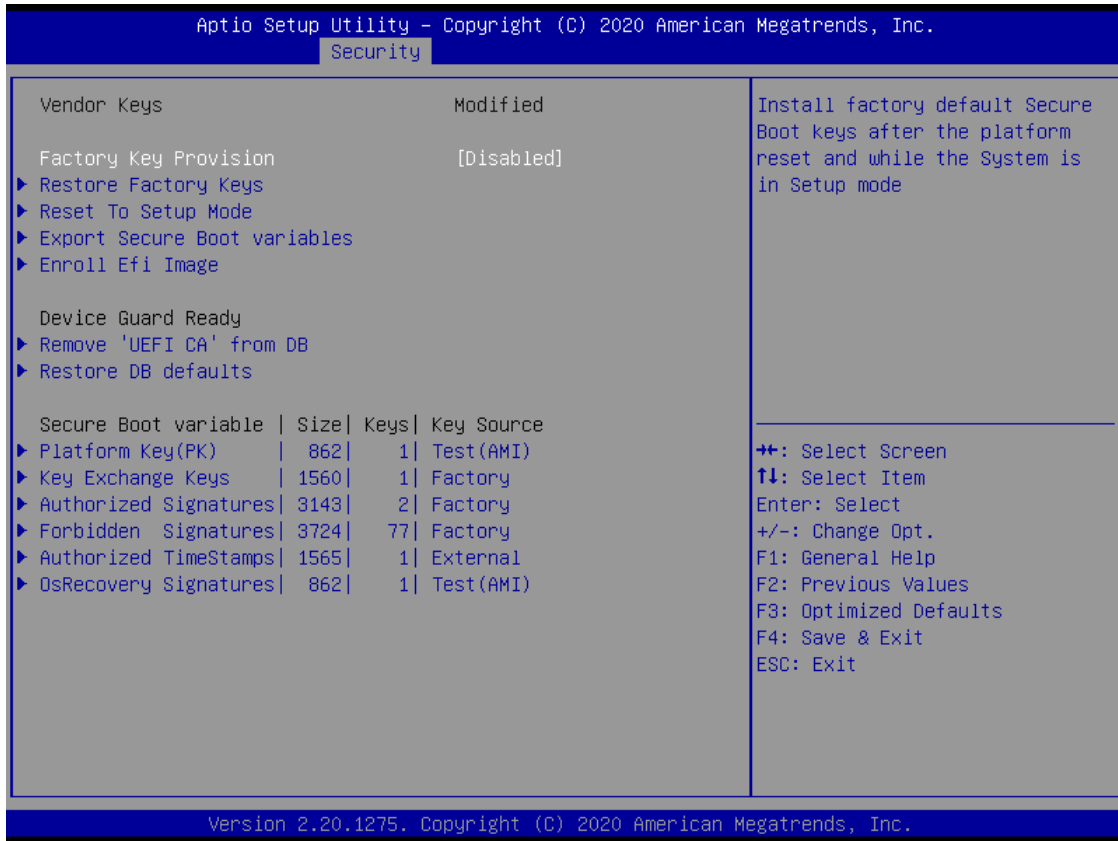 Aptio Setup Utility – Copyright (C) 2020 American Megatrends, Inc.
Security
Vendor Keys Modified
Factory Key Provision [Disabled]
▶ Restore Factory Keys
▶ Reset To Setup Mode
▶ Export Secure Boot variables
▶ Enroll Efi Image
Device Guard Ready
▶ Remove 'UEFI CA' from DB
▶ Restore DB defaults
Secure Boot variable | Size| Keys| Key Source
▶ Platform Key(PK) | 862| 1| Test(AMI)
▶ Key Exchange Keys | 1560| 1| Factory
▶ Authorized Signatures| 3143| 2| Factory
▶ Forbidden Signatures| 3724| 77| Factory
▶ Authorized TimeStamps| 1565| 1| External
▶ OsRecovery Signatures| 862| 1| Test(AMI)
Install factory default Secure
Boot keys after the platform
reset and while the System is
in Setup mode
→←: Select Screen
↑↓: Select Item
Enter: Select
+/-: Change Opt.
F1: General Help
F2: Previous Values
F3: Optimized Defaults
F4: Save & Exit
ESC: Exit
Version 2.20.1275. Copyright (C) 2020 American Megatrends, Inc.